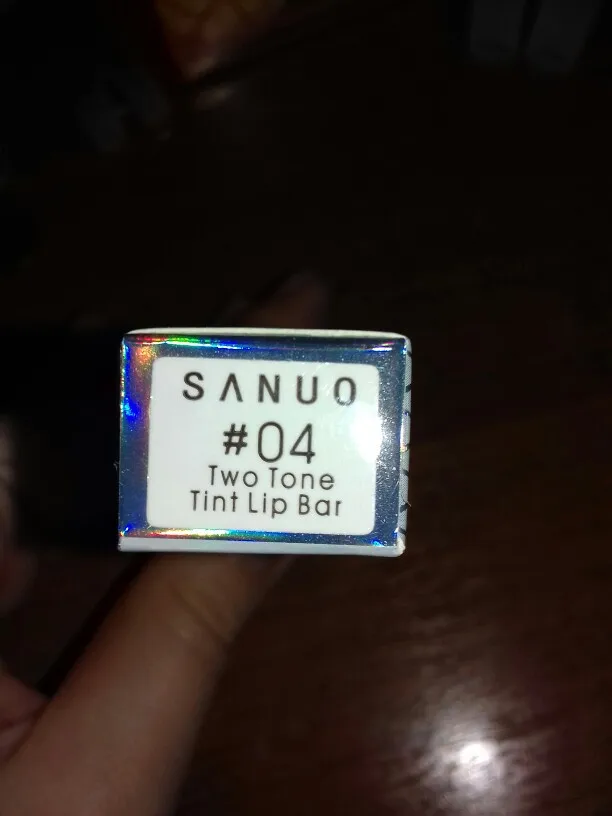 SANUO
#04
Two Tone
Tint Lip Bar